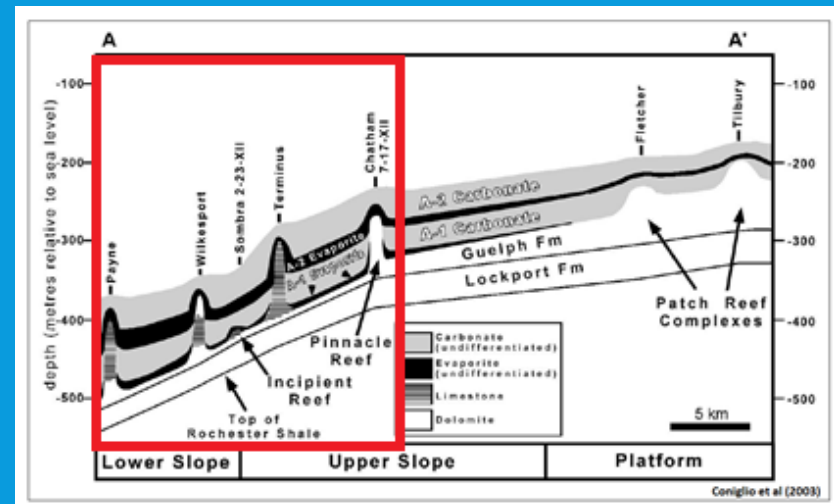 A
A'
-100
-200
-300
-400
-500
depth (metres relative to sea level)
Payne
Wilkesport
Sombra 2-23-XII
Terminus
Chatham
7-17-XII
Fletcher
Tilbury
-100
-200
-300
-400
-500
A-2 Carbonate
A-1 Carbonate
A-2 Evaporite
A-1 Evaporite
Guelph Fm
Lockport Fm
Pinnacle
Reef
Incipient
Reef
Top of
Rochester Shale
Patch Reef
Complexes
Carbonate
(undifferentiated)
Evaporite
(undifferentiated)
Limestone
Dolomite
5 km
Lower Slope
Upper Slope
Platform
Coniglio et al (2003)